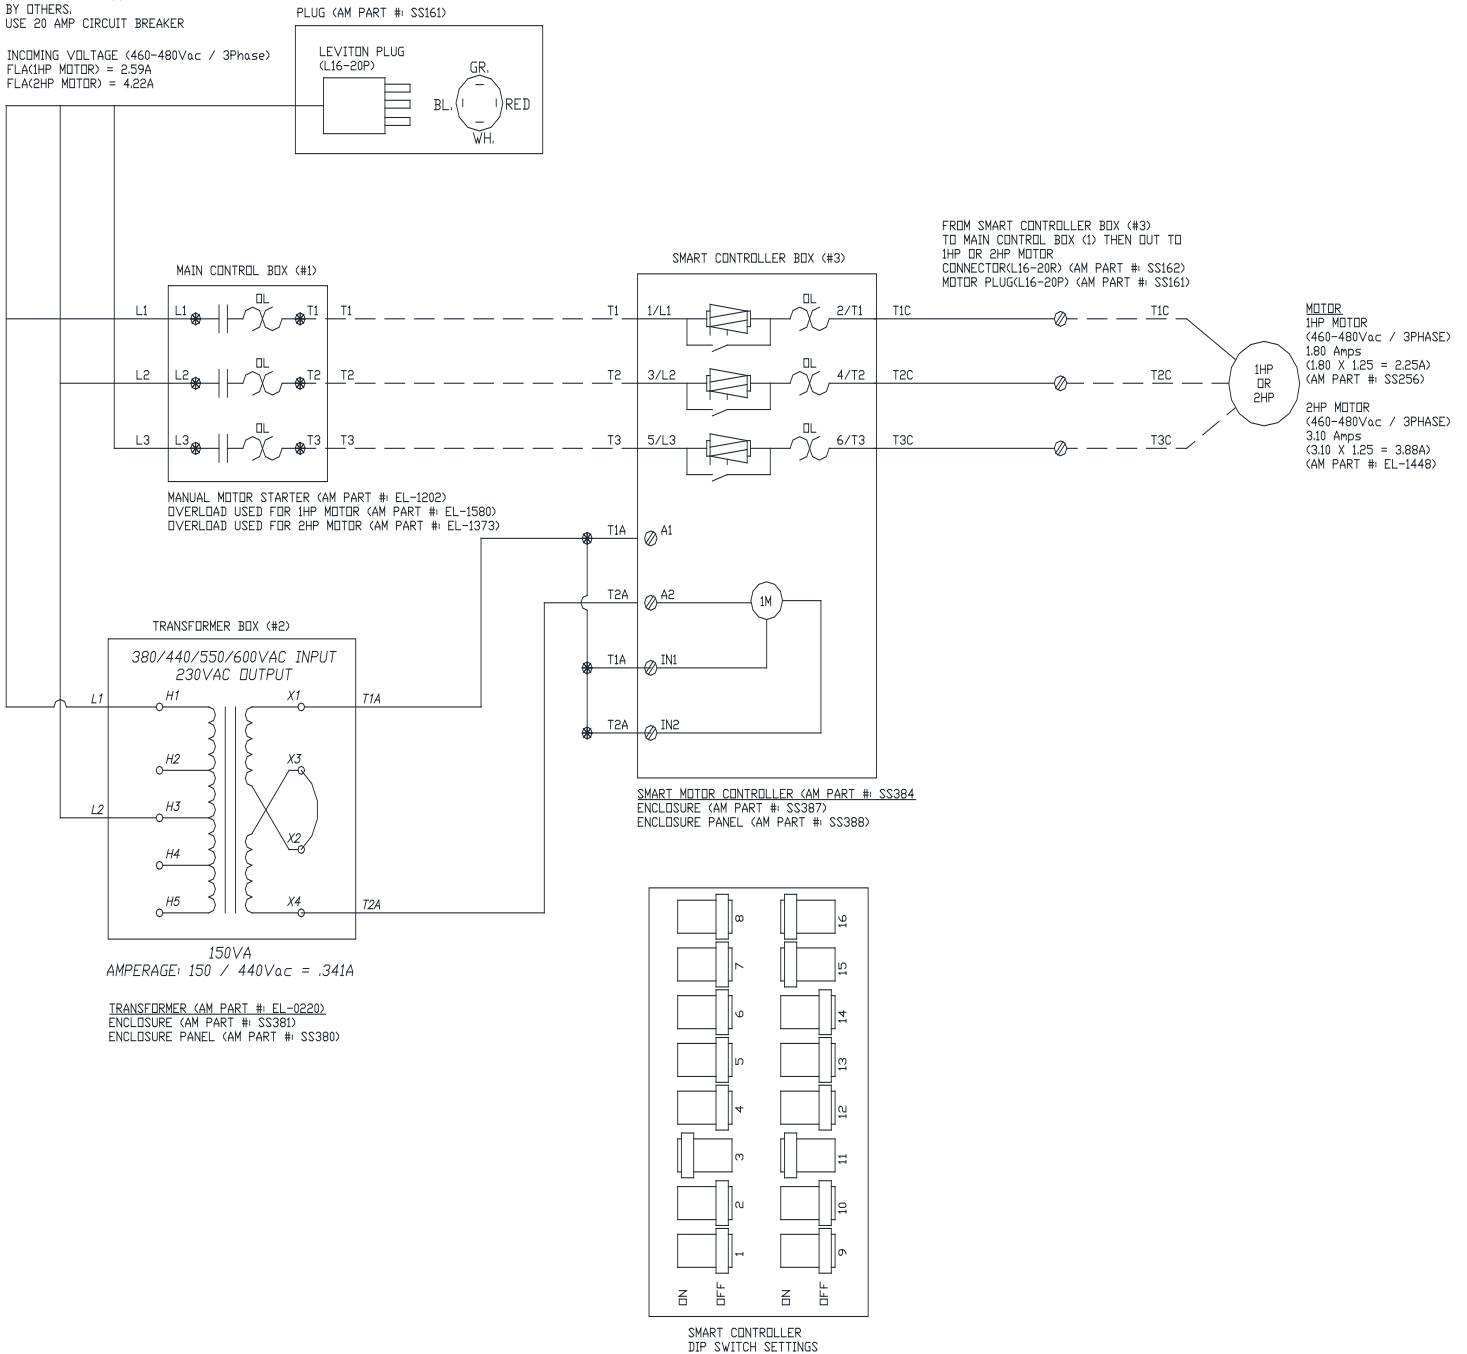 BY OTHERS.
USE 20 AMP CIRCUIT BREAKER
INCOMING VOLTAGE (460-480Vac / 3Phase)
FLA(1HP MOTOR) = 2.59A
FLA(2HP MOTOR) = 4.22A
PLUG (AM PART #: SS161)
LEVITON PLUG
(L16-20P)
GR.
BL.
RED
WH.
MAIN CONTROL BOX (#1)
L1 L1 OL T1 T1
L2 L2 OL T2 T2
L3 L3 OL T3 T3
MANUAL MOTOR STARTER (AM PART #: EL-1202)
OVERLOAD USED FOR 1HP MOTOR (AM PART #: EL-1580)
OVERLOAD USED FOR 2HP MOTOR (AM PART #: EL-1373)
SMART CONTROLLER BOX (#3)
T1 1/L1 OL 2/T1 T1C
T2 3/L2 OL 4/T2 T2C
T3 5/L3 OL 6/T3 T3C
T1A A1
T2A A2
1M
T1A IN1
T2A IN2
SMART MOTOR CONTROLLER (AM PART #: SS384
ENCLOSURE (AM PART #: SS387)
ENCLOSURE PANEL (AM PART #: SS388)
FROM SMART CONTROLLER BOX (#3)
TO MAIN CONTROL BOX (1) THEN OUT TO
1HP OR 2HP MOTOR
CONNECTOR(L16-20R) (AM PART #: SS162)
MOTOR PLUG(L16-20P) (AM PART #: SS161)
T1C
T2C
T3C
1HP
OR
2HP
MOTOR
1HP MOTOR
(460-480Vac / 3PHASE)
1.80 Amps
(1.80 X 1.25 = 2.25A)
(AM PART #: SS256)
2HP MOTOR
(460-480Vac / 3PHASE)
3.10 Amps
(3.10 X 1.25 = 3.88A)
(AM PART #: EL-1448)
TRANSFORMER BOX (#2)
380/440/550/600VAC INPUT
230VAC OUTPUT
L1 H1 X1 T1A
H2 X3
L2 H3
X2
H4
H5 X4 T2A
150VA
AMPERAGE: 150 / 440Vac = .341A
TRANSFORMER (AM PART #: EL-0220)
ENCLOSURE (AM PART #: SS381)
ENCLOSURE PANEL (AM PART #: SS380)
8 16
7 15
6 14
5 13
4 12
3 11
2 10
1 9
ON OFF ON OFF
SMART CONTROLLER
DIP SWITCH SETTINGS